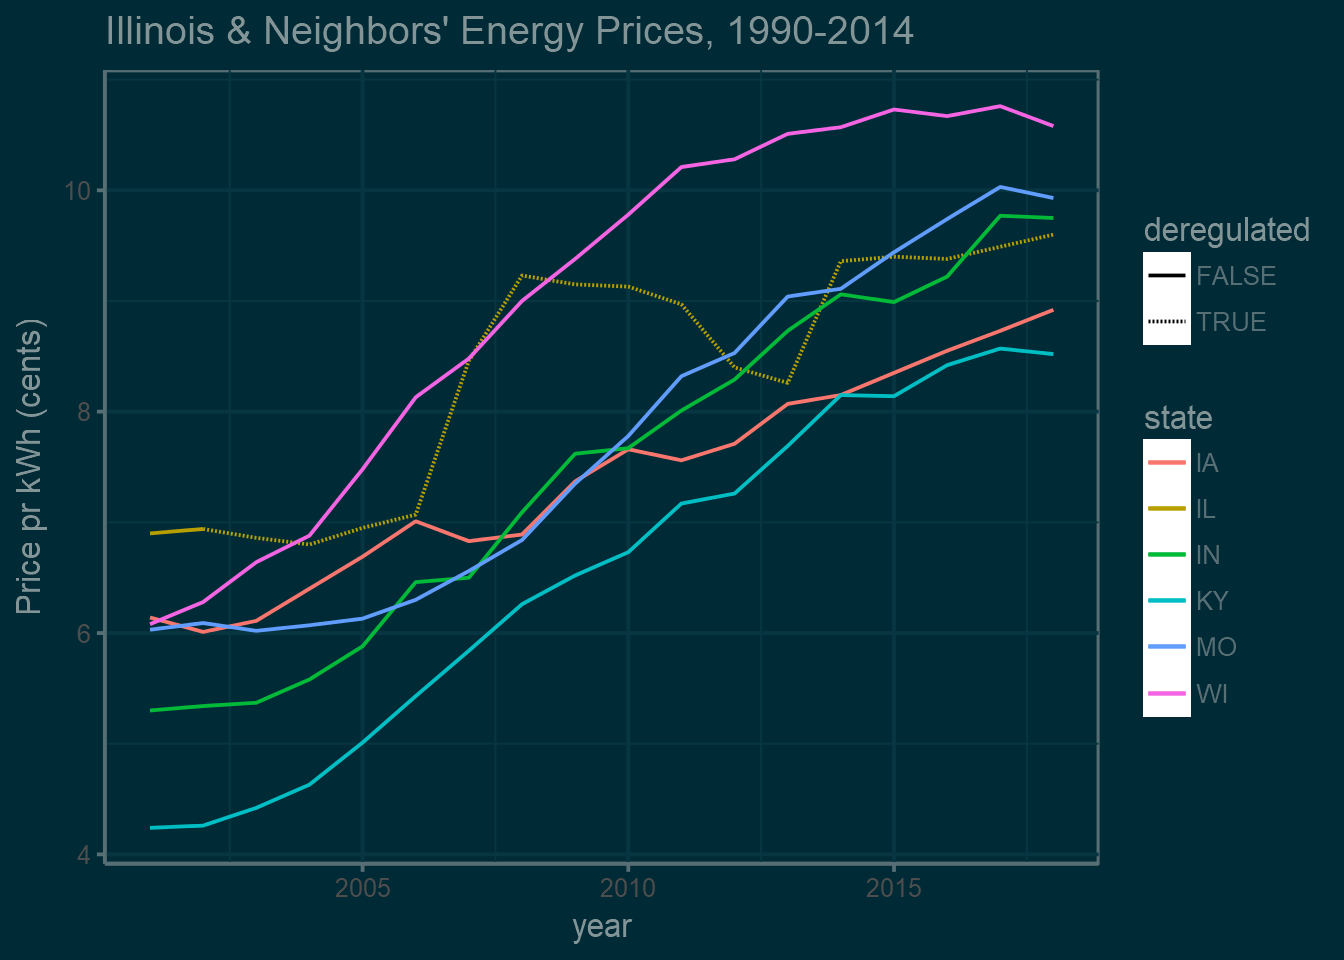 Illinois & Neighbors' Energy Prices, 1990-2014
Price pr kWh (cents)
10
8
6
4
2005
2010
2015
year
deregulated
FALSE
TRUE
state
IA
IL
IN
KY
MO
WI